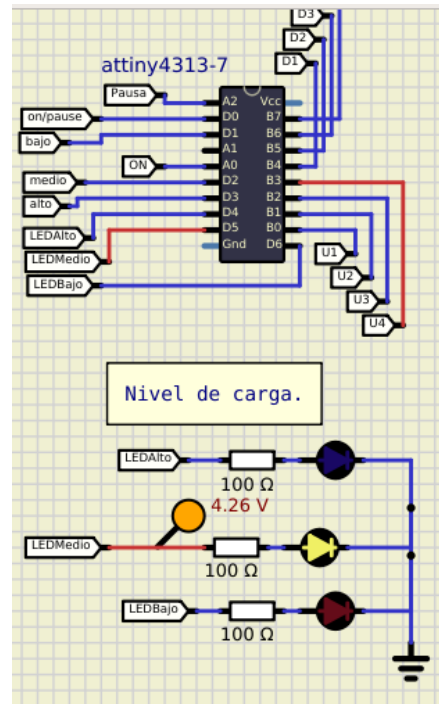 D3
D2
D1
attiny4313-7
Pausa
on/pause
bajo
ON
medio
alto
LEDAlto
LEDMedio
LEDBajo
A2 Vcc
D0 B7
D1 B6
A1 B5
A0 B4
D2 B3
D3 B2
D4 B1
D5 B0
Gnd D6
U1
U2
U3
U4
Nivel de carga.
LEDAlto
100 Ω
4.26 V
LEDMedio
100 Ω
LEDBajo
100 Ω